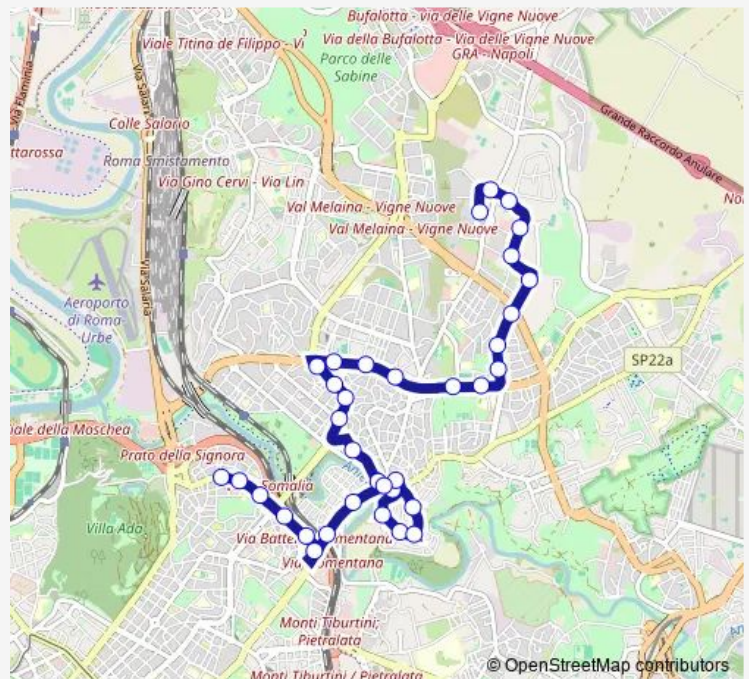 Bufalotta - via delle Vigne Nuove
Viale Titina de Filippo - Vi
Via della Bufalotta - Via delle Vigne Nuove
GRA - Napoli
Parco delle
Sabine
Via Flaminia
Via Salaria
Grande Raccordo Anulare
Colle Salario
ttarossa
Roma Smistamento
Via Gino Cervi - Via Lin
Val Melaina - Vigne Nuove
Val Melaina - Vigne Nuove
Via Salaria
Aeroporto
di Roma
Urbe
SP22a
iale della Moschea
Prato della Signora
Somalia
Villa Ada
Monti Tiburtini;
Pietralata
Monti Tiburtini / Pietralata
© OpenStreetMap contributors